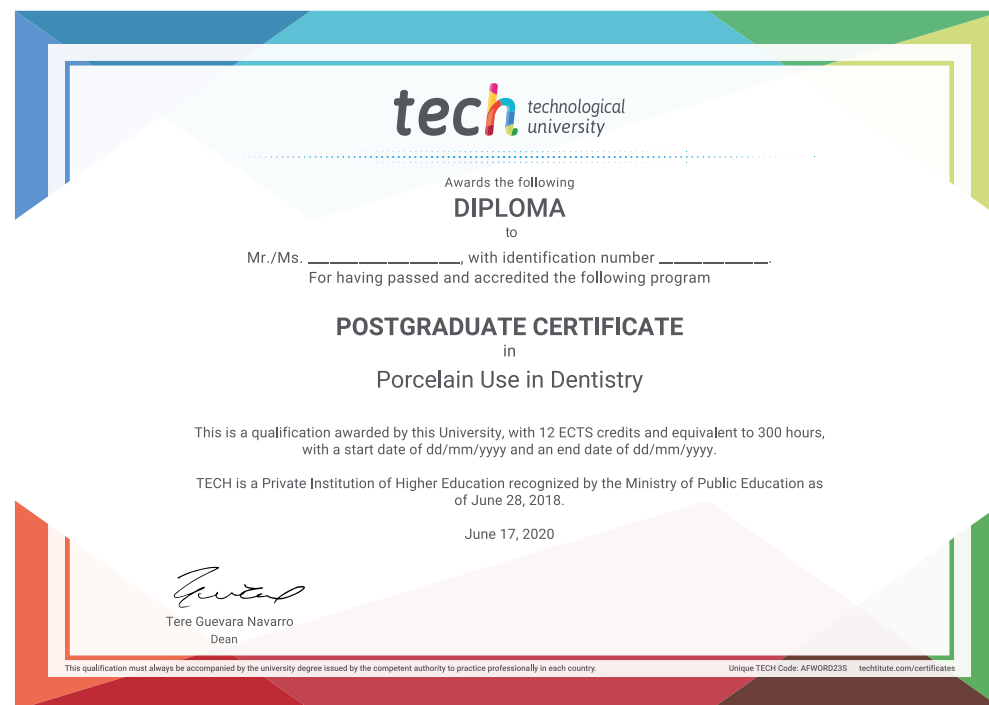 tech technological
university
Awards the following
DIPLOMA
to
Mr./Ms. __________________, with identification number _____________.
For having passed and accredited the following program
POSTGRADUATE CERTIFICATE
in
Porcelain Use in Dentistry
This is a qualification awarded by this University, with 12 ECTS credits and equivalent to 300 hours,
with a start date of dd/mm/yyyy and an end date of dd/mm/yyyy.
TECH is a Private Institution of Higher Education recognized by the Ministry of Public Education as
of June 28, 2018.
June 17, 2020
Tere Guevara Navarro
Dean
This qualification must always be accompanied by the university degree issued by the competent authority to practice professionally in each country.
Unique TECH Code: AFWORD23S techtitute.com/certificates